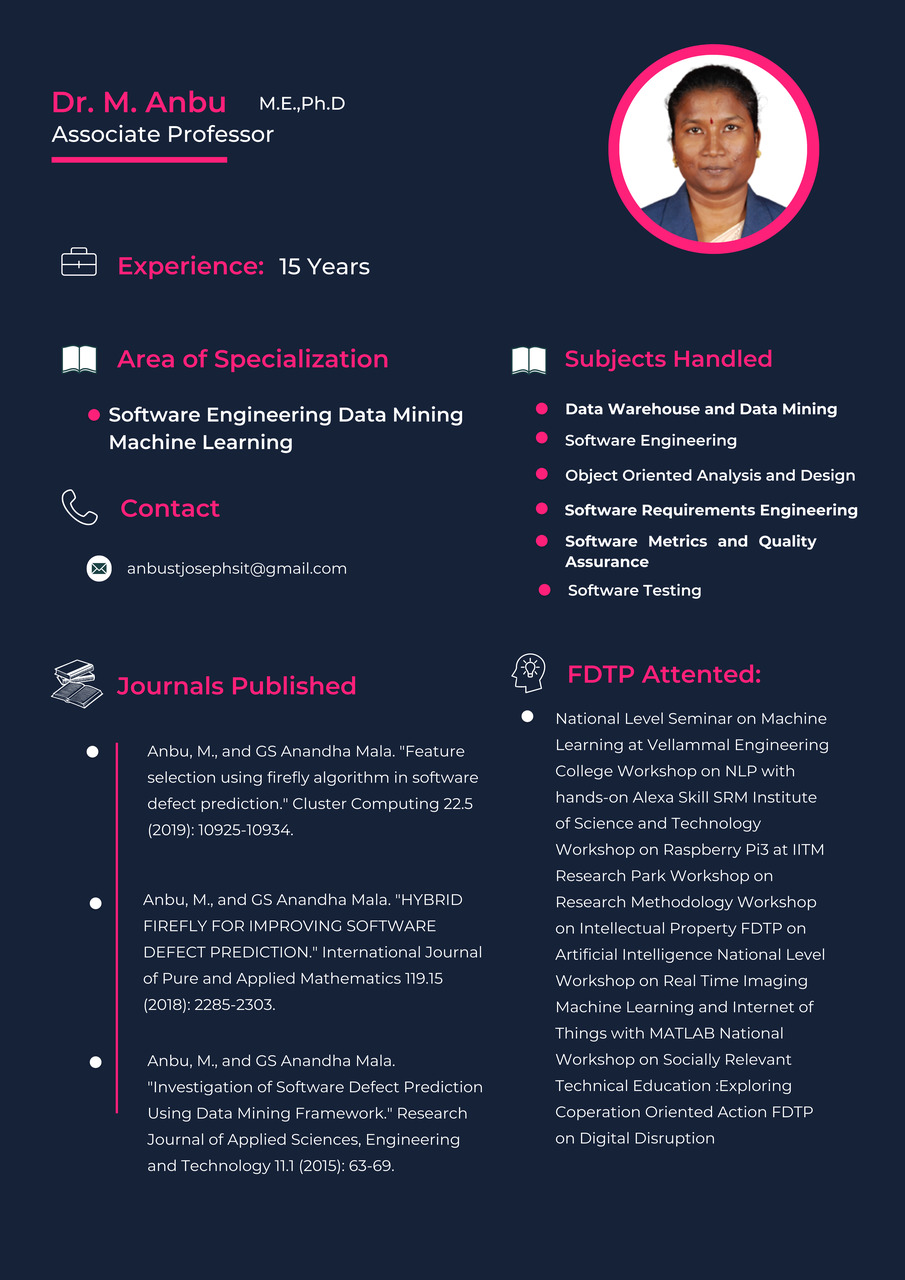 Dr. M. Anbu M.E.,Ph.D
Associate Professor
Experience: 15 Years
Area of Specialization
Software Engineering Data Mining
Machine Learning
Contact
anbustjosephsit@gmail.com
Subjects Handled
Data Warehouse and Data Mining
Software Engineering
Object Oriented Analysis and Design
Software Requirements Engineering
Software Metrics and Quality
Assurance
Software Testing
Journals Published
Anbu, M., and GS Anandha Mala. "Feature
selection using firefly algorithm in software
defect prediction." Cluster Computing 22.5
(2019): 10925-10934.
Anbu, M., and GS Anandha Mala. "HYBRID
FIREFLY FOR IMPROVING SOFTWARE
DEFECT PREDICTION." International Journal
of Pure and Applied Mathematics 119.15
(2018): 2285-2303.
Anbu, M., and GS Anandha Mala.
"Investigation of Software Defect Prediction
Using Data Mining Framework." Research
Journal of Applied Sciences, Engineering
and Technology 11.1 (2015): 63-69.
FDTP Attented:
National Level Seminar on Machine
Learning at Vellammal Engineering
College Workshop on NLP with
hands-on Alexa Skill SRM Institute
of Science and Technology
Workshop on Raspberry Pi3 at IITM
Research Park Workshop on
Research Methodology Workshop
on Intellectual Property FDTP on
Artificial Intelligence National Level
Workshop on Real Time Imaging
Machine Learning and Internet of
Things with MATLAB National
Workshop on Socially Relevant
Technical Education :Exploring
Coperation Oriented Action FDTP
on Digital Disruption